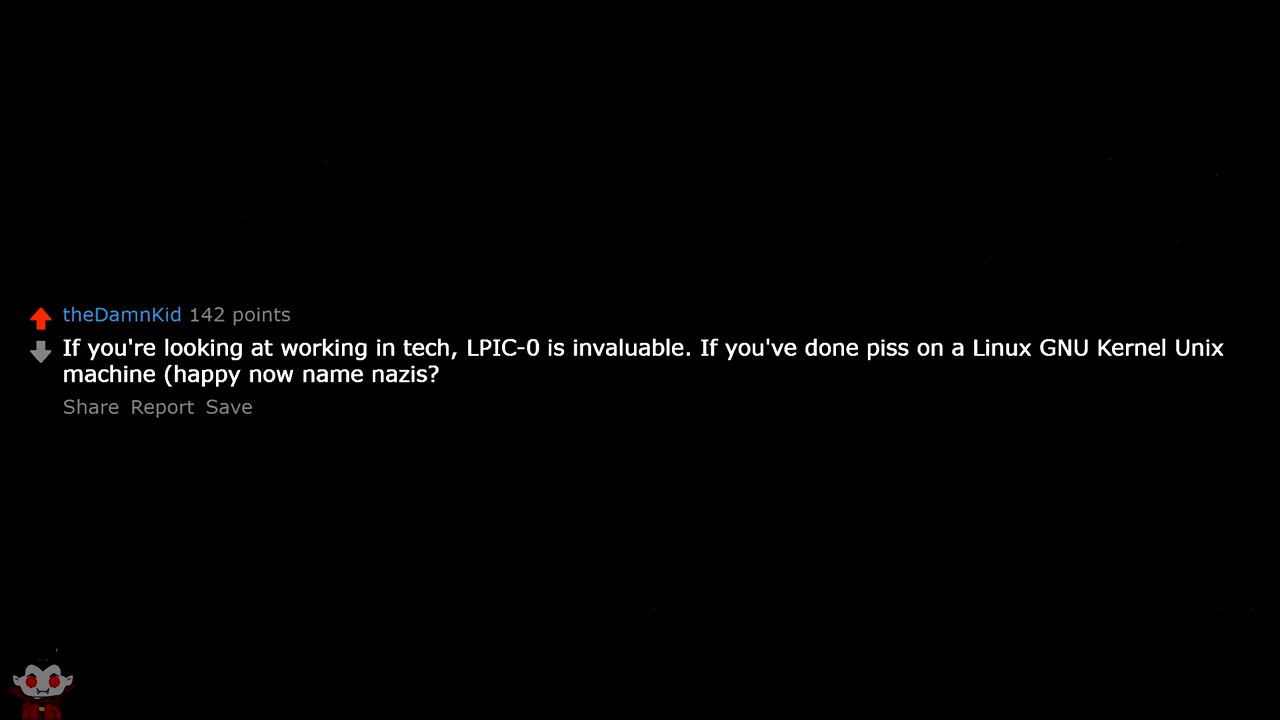 theDamnKid 142 points
If you're looking at working in tech, LPIC-0 is invaluable. If you've done piss on a Linux GNU Kernel Unix
machine (happy now name nazis?
Share Report Save